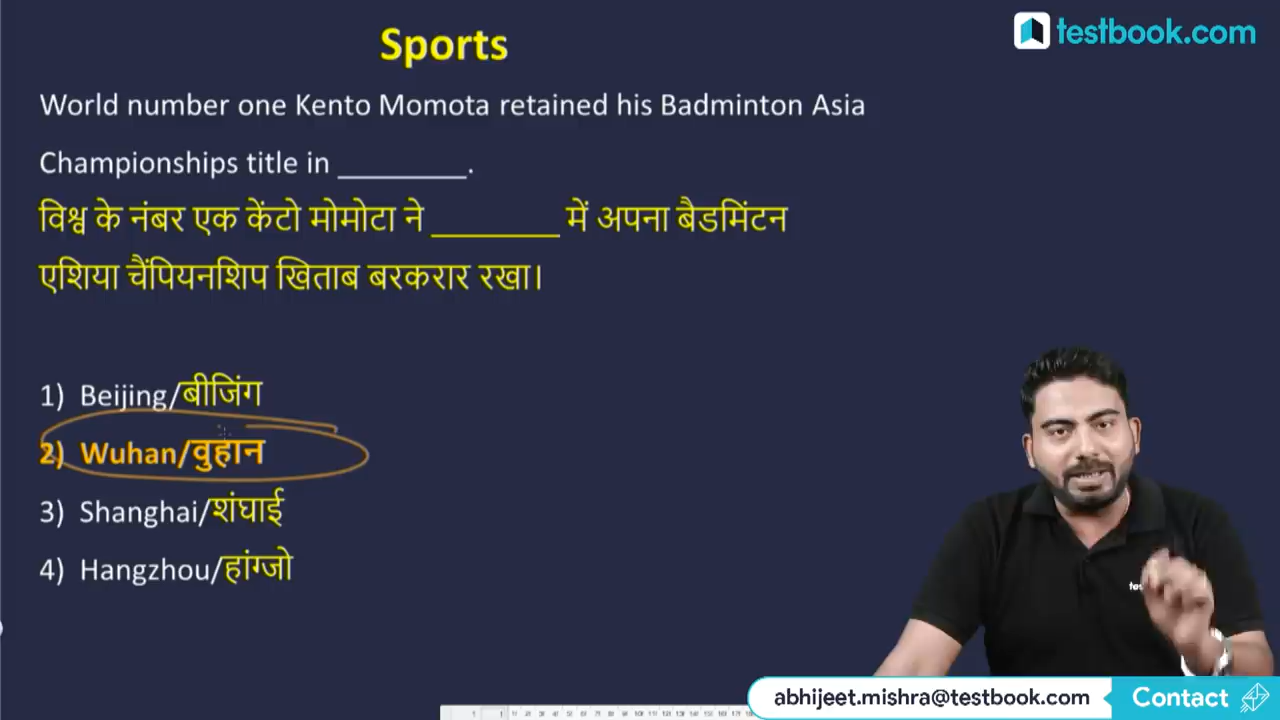 Sports
testbook.com
World number one Kento Momota retained his Badminton Asia
Championships title in ________.
विश्व के नंबर एक केंटो मोमोटा ने ________ में अपना बैडमिंटन
एशिया चैंपियनशिप खिताब बरकरार रखा।
1) Beijing/बीजिंग
2) Wuhan/वुहान
3) Shanghai/शंघाई
4) Hangzhou/हांग्जो
tes
abhijeet.mishra@testbook.com
Contact